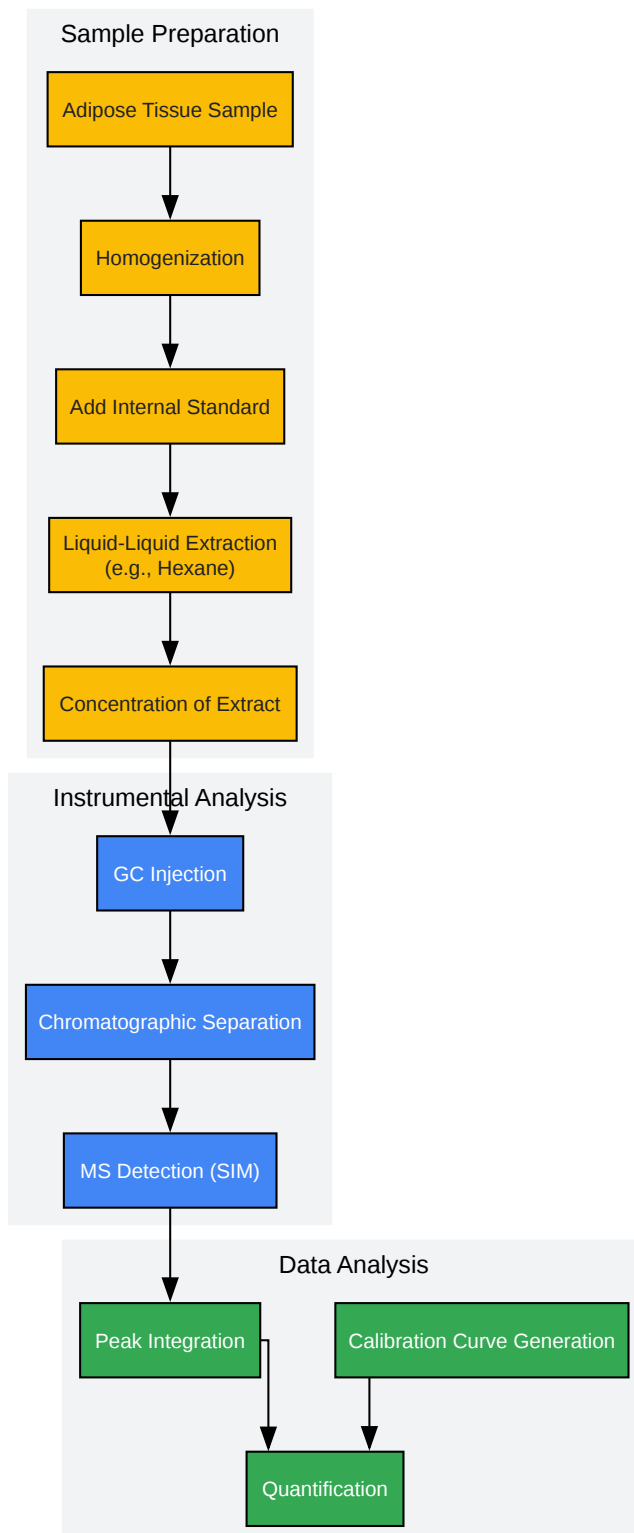 Sample Preparation
Adipose Tissue Sample
Homogenization
Add Internal Standard
Liquid-Liquid Extraction
(e.g., Hexane)
Concentration of Extract
Instrumental Analysis
GC Injection
Chromatographic Separation
MS Detection (SIM)
Data Analysis
Peak Integration
Calibration Curve Generation
Quantification